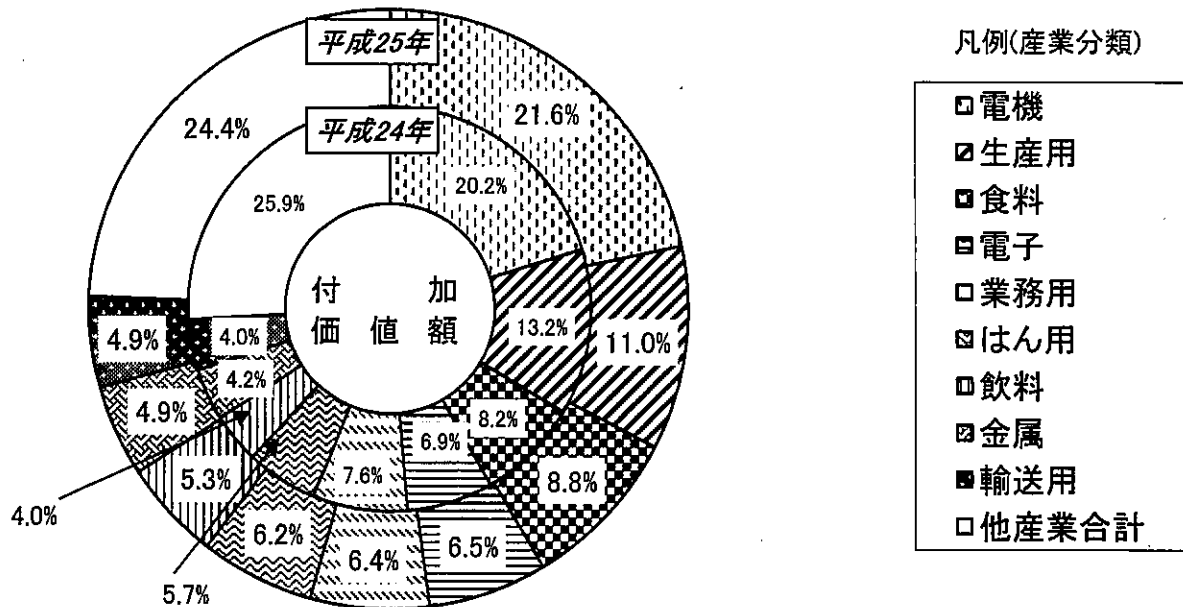 平成25年
凡例(産業分類)
21.6%
24.4%
平成24年
電機
生産用
20.2%
食料
25.9%
電子
業務用
付 加
価 値 額
13.2%
4.9%
4.0%
11.0%
はん用
飲料
4.2%
4.9%
8.2%
6.9%
金属
7.6%
5.3%
8.8%
輸送用
4.0%
6.2%
6.4%
6.5%
他産業合計
5.7%